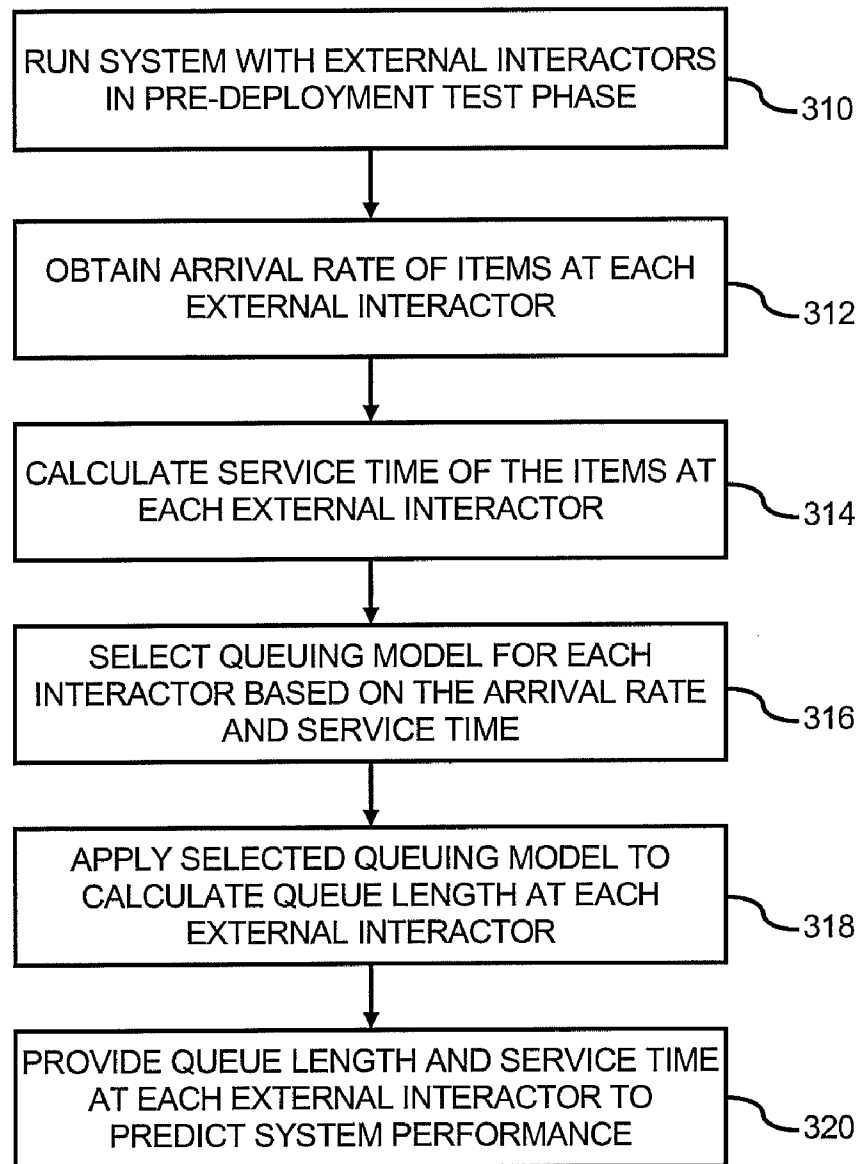 RUN SYSTEM WITH EXTERNAL INTERACTORS
IN PRE-DEPLOYMENT TEST PHASE
310
OBTAIN ARRIVAL RATE OF ITEMS AT EACH
EXTERNAL INTERACTOR
312
CALCULATE SERVICE TIME OF THE ITEMS AT
EACH EXTERNAL INTERACTOR
314
SELECT QUEUING MODEL FOR EACH
INTERACTOR BASED ON THE ARRIVAL RATE
AND SERVICE TIME
316
APPLY SELECTED QUEUING MODEL TO
CALCULATE QUEUE LENGTH AT EACH
EXTERNAL INTERACTOR
318
PROVIDE QUEUE LENGTH AND SERVICE TIME
AT EACH EXTERNAL INTERACTOR TO
PREDICT SYSTEM PERFORMANCE
320